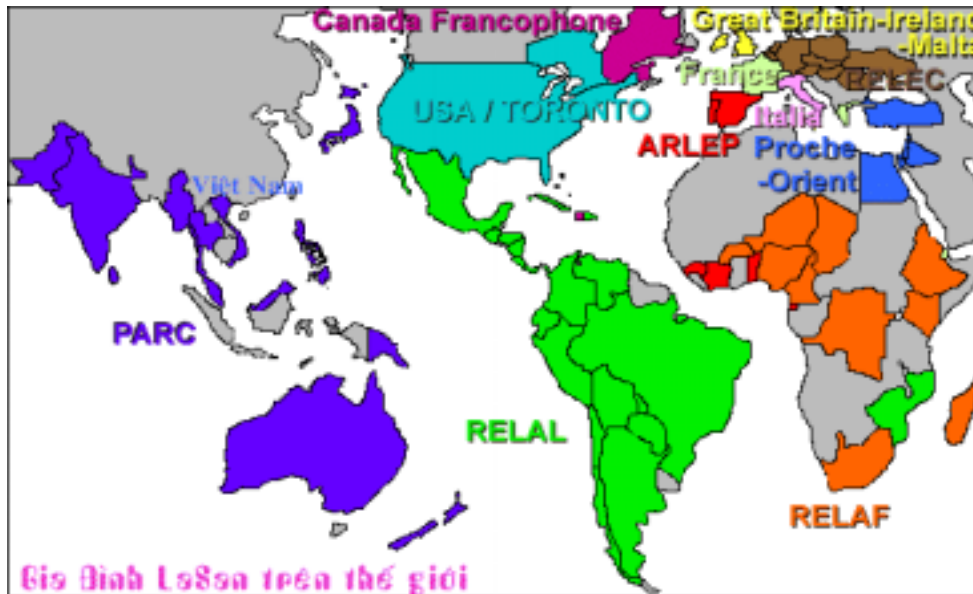 Canada Francophone
Great Britain-Ireland
-Malta
France
RELEC
USA / TORONTO
Italia
ARLEP
Proche
-Orient
Việt Nam
PARC
RELAL
RELAF
Gia Đình LaSan trên thế giới